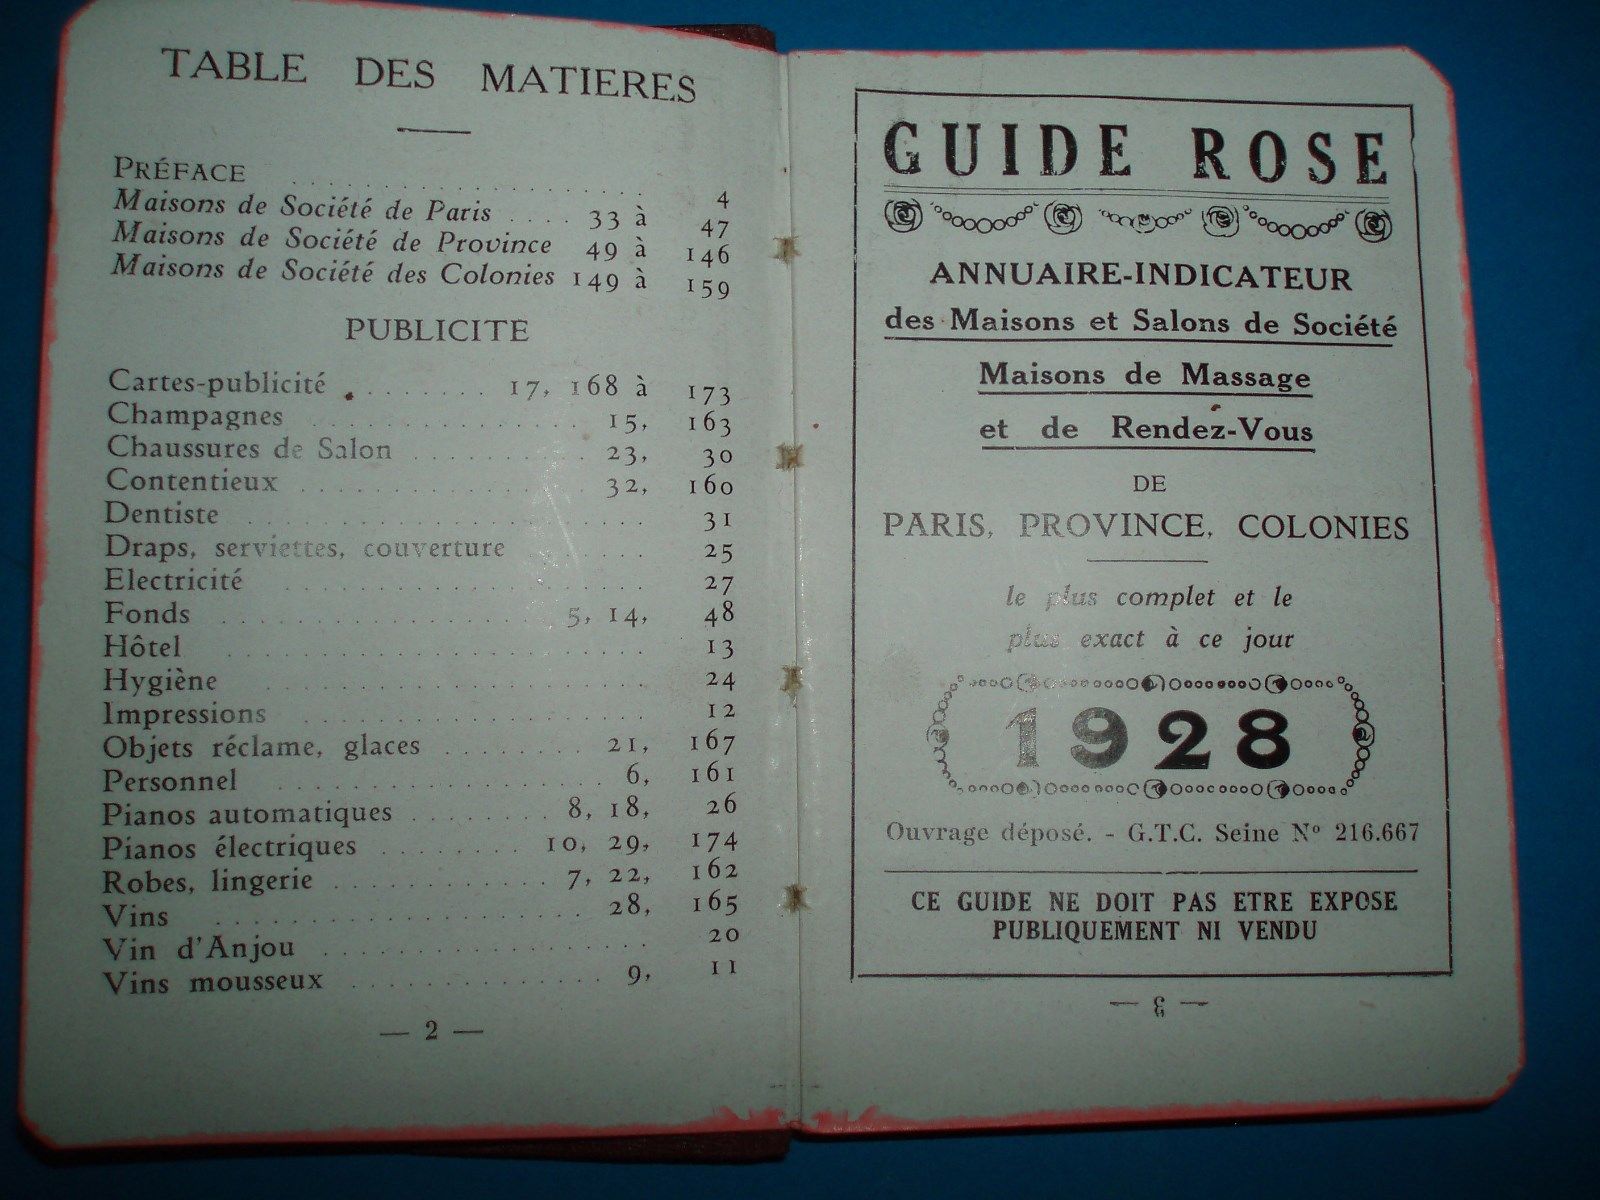 TABLE DES MATIERES
PRÉFACE . . . . . . . . . . . . . . . . . . . . 4
Maisons de Société de Paris . . . . 33 à 47
Maisons de Société de Province 49 à 146
Maisons de Société des Colonies 149 à 159
PUBLICITE
Cartes-publicité . . . . . . . . 17, 168 à 173
Champagnes . . . . . . . . . . . . . . . . 15, 163
Chaussures de Salon . . . . . . . . . . 23, 30
Contentieux . . . . . . . . . . . . . . . . 32, 160
Dentiste . . . . . . . . . . . . . . . . . . . . 31
Draps, serviettes, couverture . . . . . . 25
Electricité . . . . . . . . . . . . . . . . . . 27
Fonds . . . . . . . . . . . . . . . . . 5, 14, 48
Hôtel . . . . . . . . . . . . . . . . . . . . . 13
Hygiène . . . . . . . . . . . . . . . . . . . 24
Impressions . . . . . . . . . . . . . . . . . 12
Objets réclame, glaces . . . . . . . . 21, 167
Personnel . . . . . . . . . . . . . . . . . 6, 161
Pianos automatiques . . . . . . . . 8, 18, 26
Pianos électriques . . . . . . . . 10, 29, 174
Robes, lingerie . . . . . . . . . . . 7, 22, 162
Vins . . . . . . . . . . . . . . . . . . . 28, 165
Vin d'Anjou . . . . . . . . . . . . . . . . . 20
Vins mousseux . . . . . . . . . . . . . 9, 11
— 2 —
GUIDE ROSE
ANNUAIRE-INDICATEUR
des Maisons et Salons de Société
Maisons de Massage
et de Rendez-Vous
DE
PARIS, PROVINCE, COLONIES
le plus complet et le
plus exact à ce jour
1928
Ouvrage déposé. - G.T.C. Seine N° 216.667
CE GUIDE NE DOIT PAS ETRE EXPOSE
PUBLIQUEMENT NI VENDU
— 3 —